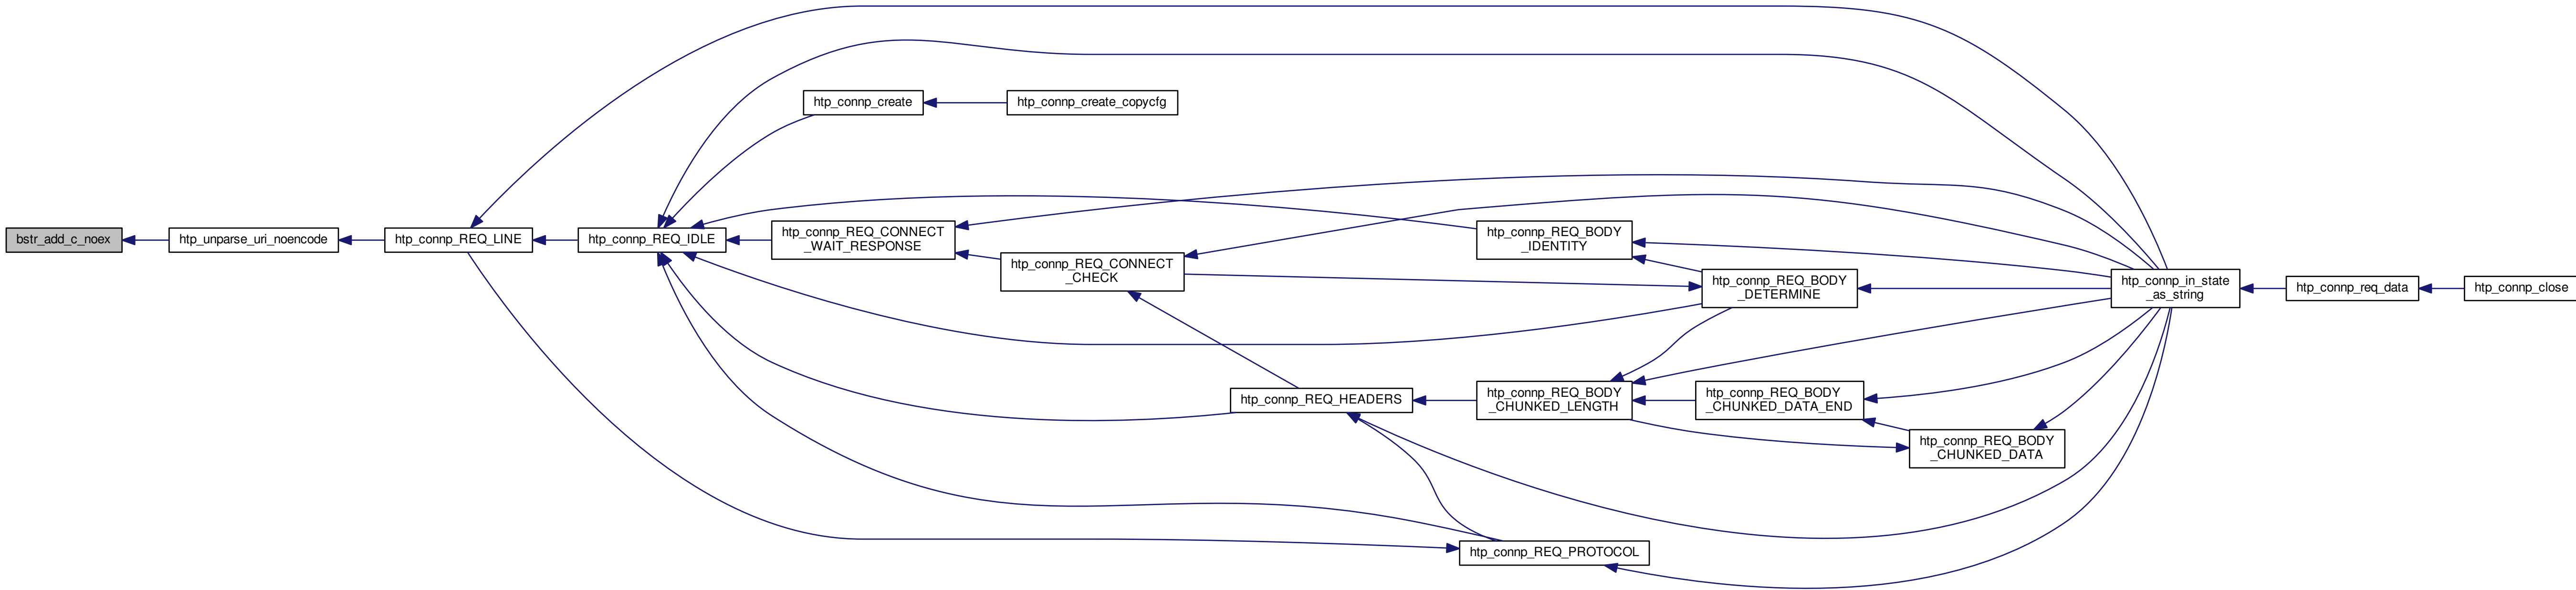 bstr_add_c_noex
htp_unparse_uri_noencode
htp_connp_REQ_LINE
htp_connp_REQ_IDLE
htp_connp_create
htp_connp_create_copycfg
htp_connp_REQ_CONNECT
_WAIT_RESPONSE
htp_connp_REQ_CONNECT
_CHECK
htp_connp_REQ_HEADERS
htp_connp_REQ_BODY
_IDENTITY
htp_connp_REQ_BODY
_DETERMINE
htp_connp_REQ_BODY
_CHUNKED_LENGTH
htp_connp_REQ_BODY
_CHUNKED_DATA_END
htp_connp_REQ_BODY
_CHUNKED_DATA
htp_connp_REQ_PROTOCOL
htp_connp_in_state
_as_string
htp_connp_req_data
htp_connp_close